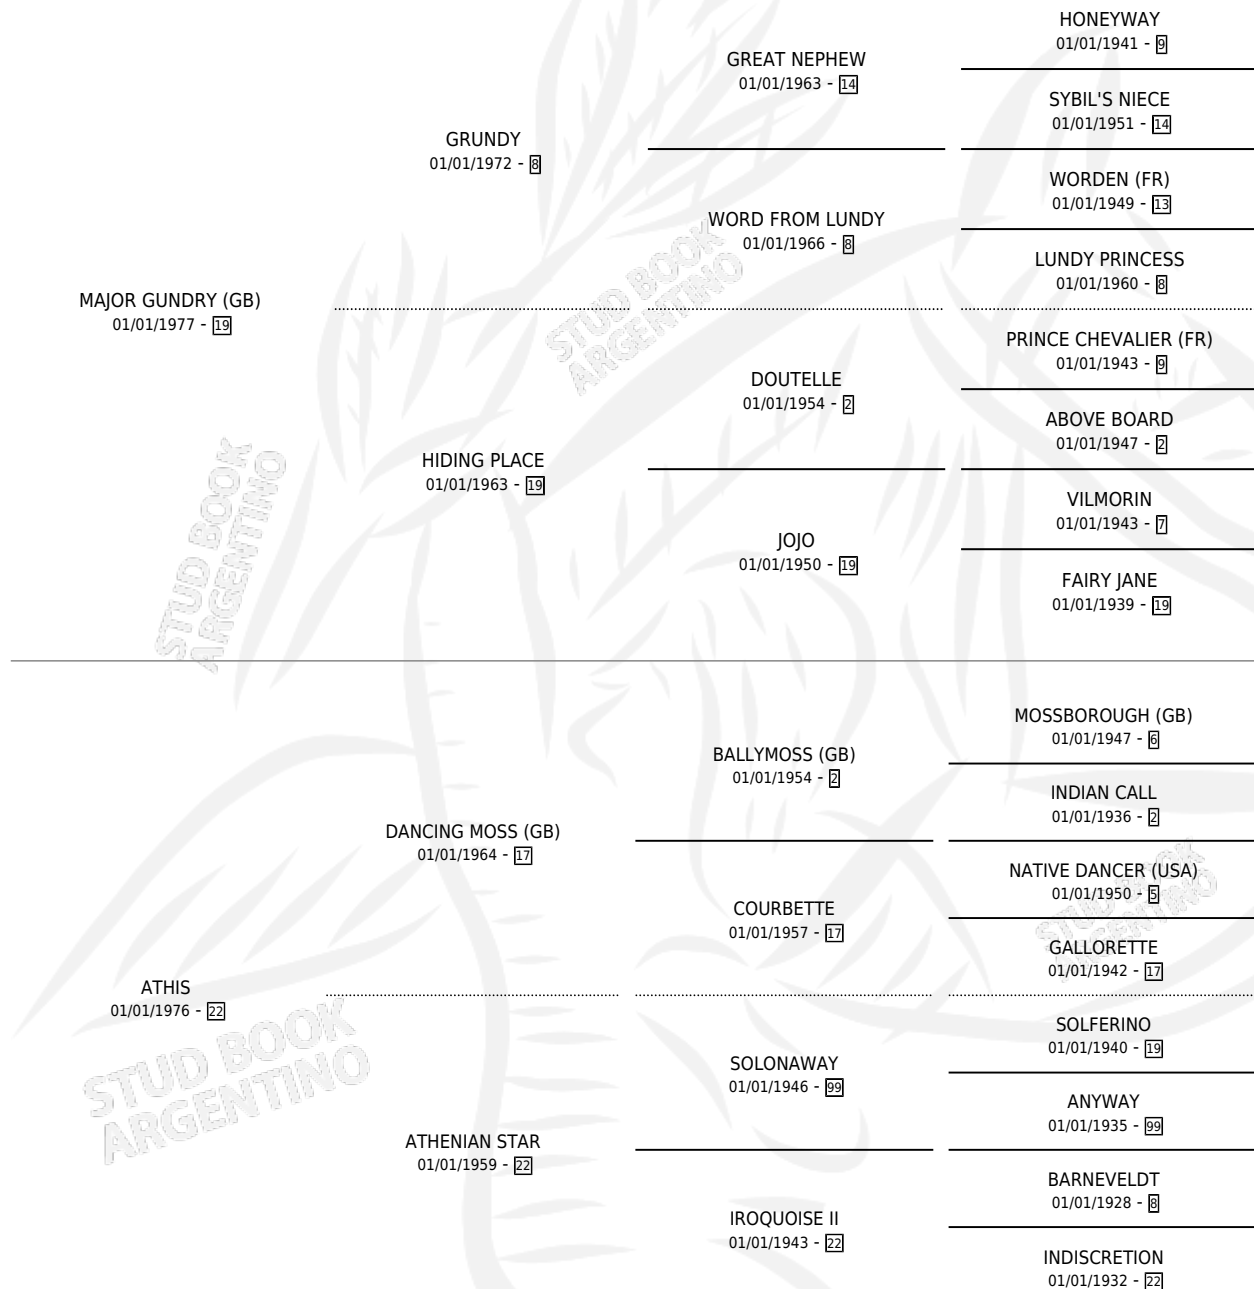 HONEYWAY
01/01/1941 - 9
GREAT NEPHEW
01/01/1963 - 14
SYBIL'S NIECE
01/01/1951 - 14
GRUNDY
01/01/1972 - 8
WORDEN (FR)
01/01/1949 - 13
WORD FROM LUNDY
01/01/1966 - 8
LUNDY PRINCESS
01/01/1960 - 8
MAJOR GUNDRY (GB)
01/01/1977 - 19
PRINCE CHEVALIER (FR)
01/01/1943 - 9
DOUTELLE
01/01/1954 - 2
ABOVE BOARD
01/01/1947 - 2
HIDING PLACE
01/01/1963 - 19
VILMORIN
01/01/1943 - 7
JOJO
01/01/1950 - 19
FAIRY JANE
01/01/1939 - 19
STUD BOOK
ARGENTINO
STUD BOOK
ARGENTINO
MOSSBOROUGH (GB)
01/01/1947 - 6
BALLYMOSS (GB)
01/01/1954 - 2
INDIAN CALL
01/01/1936 - 2
DANCING MOSS (GB)
01/01/1964 - 17
NATIVE DANCER (USA)
01/01/1950 - 5
COURBETTE
01/01/1957 - 17
GALLORETTE
01/01/1942 - 17
ATHIS
01/01/1976 - 22
SOLFERINO
01/01/1940 - 19
SOLONAWAY
01/01/1946 - 99
ANYWAY
01/01/1935 - 99
ATHENIAN STAR
01/01/1959 - 22
BARNEVELDT
01/01/1928 - 8
IROQUOISE II
01/01/1943 - 22
INDISCRETION
01/01/1932 - 22
STUD BOOK
ARGENTINO
STUD BOOK
ARGENTINO